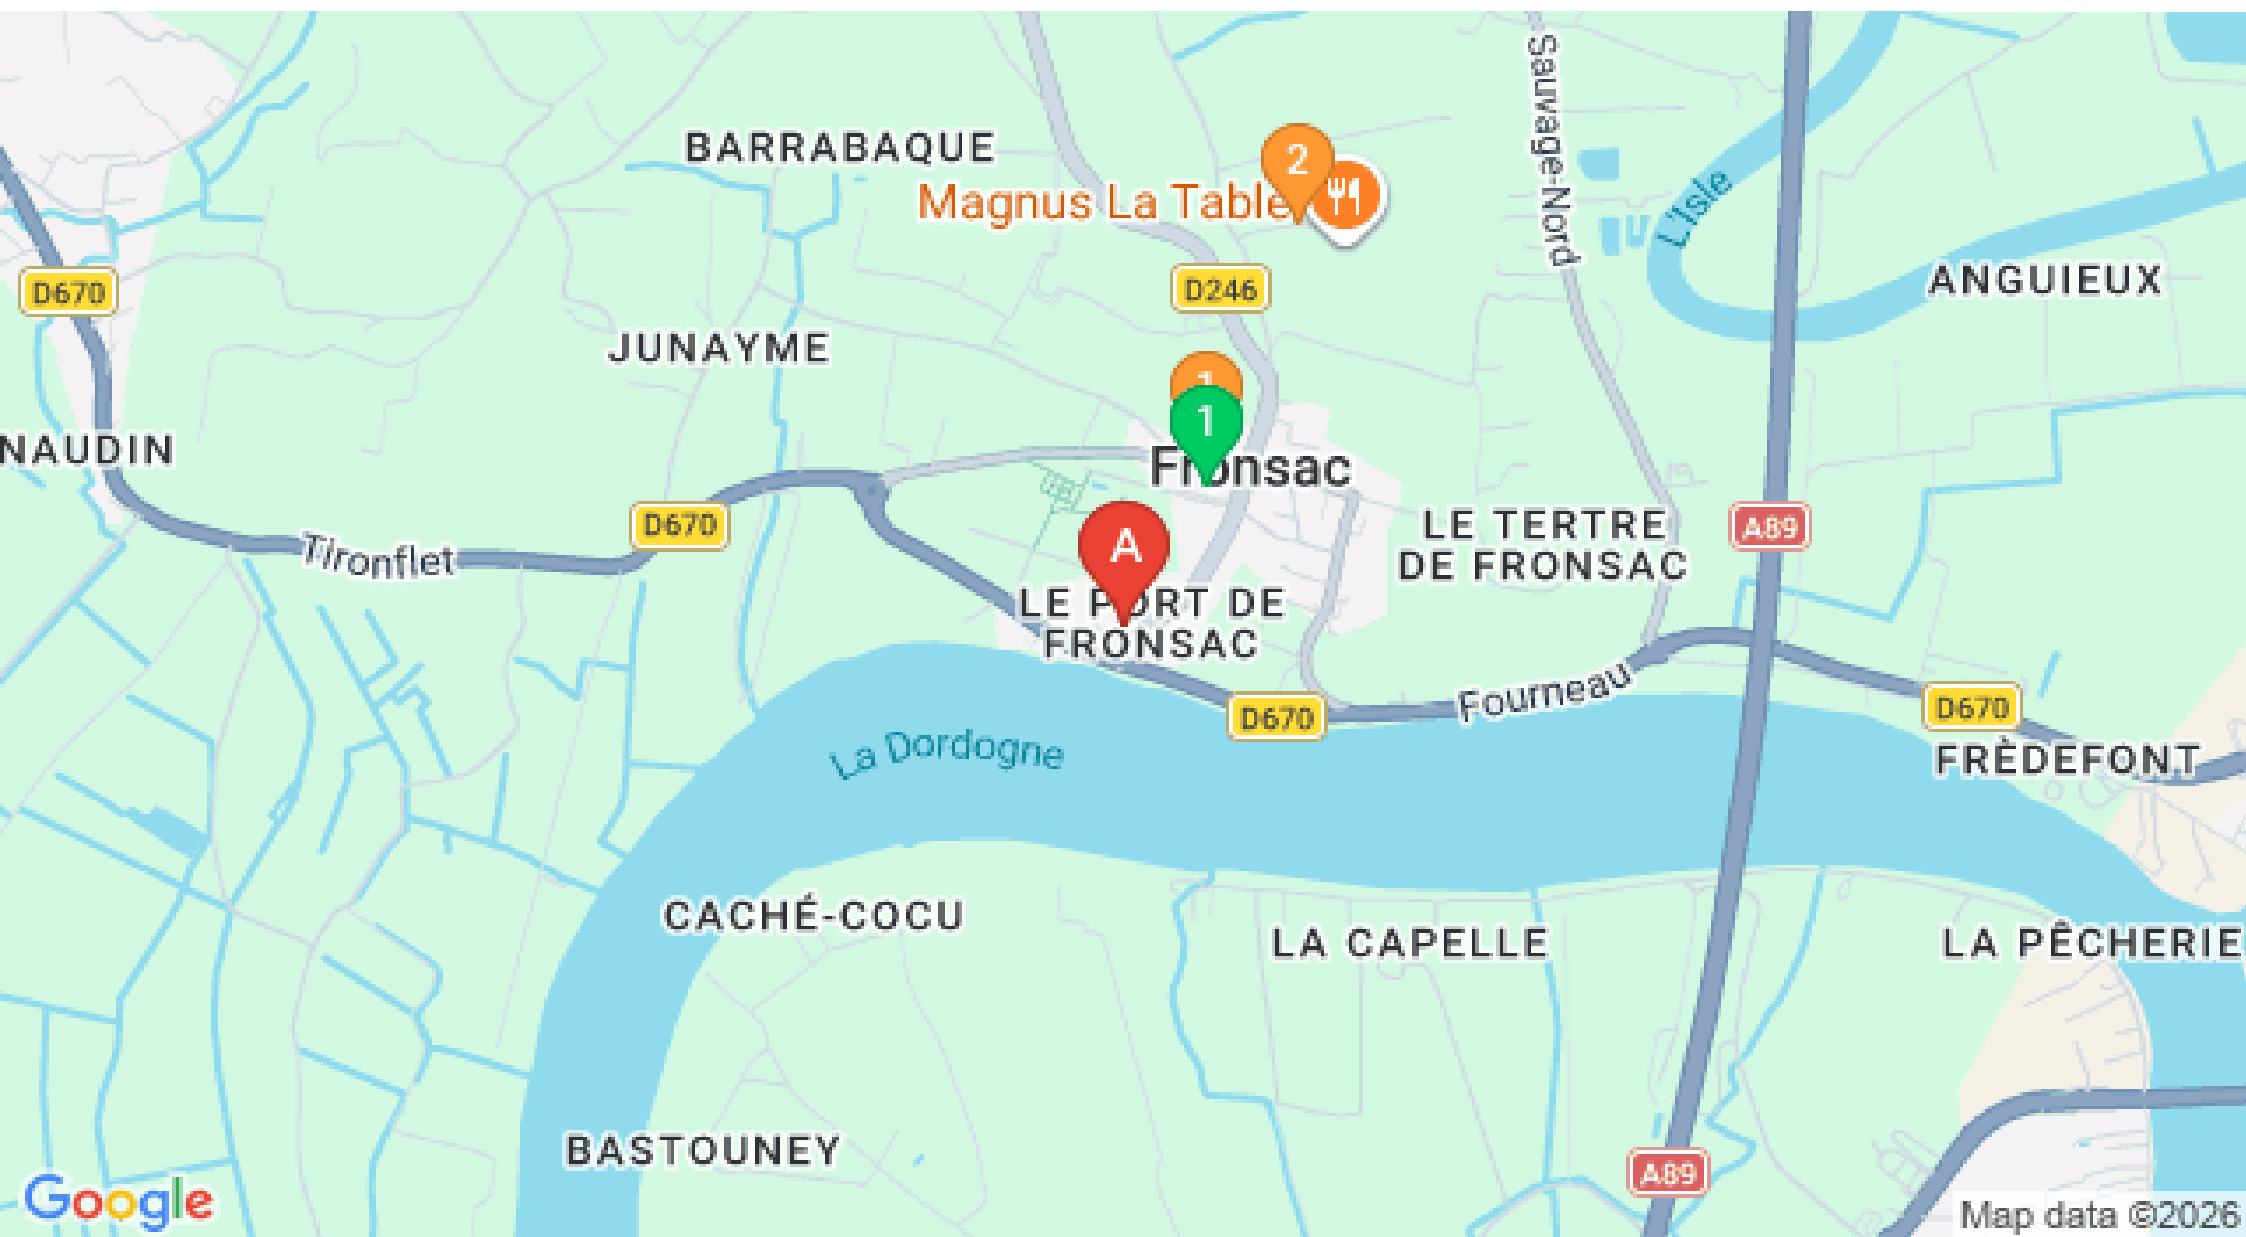 Sauvage-Nord
BARRABAQUE
2
Magnus La Table
L'Isle
D670
D246
ANGUIEUX
JUNAYME
1
1
NAUDIN
Fronsac
D670
A
LE TERTRE
DE FRONSAC
A89
Tironflet
LE PORT DE
FRONSAC
Fourneau
D670
D670
La Dordogne
FRÈDEFONT
CACHÉ-COCU
LA CAPELLE
LA PÊCHERIE
BASTOUNEY
A89
Google
Map data ©2026